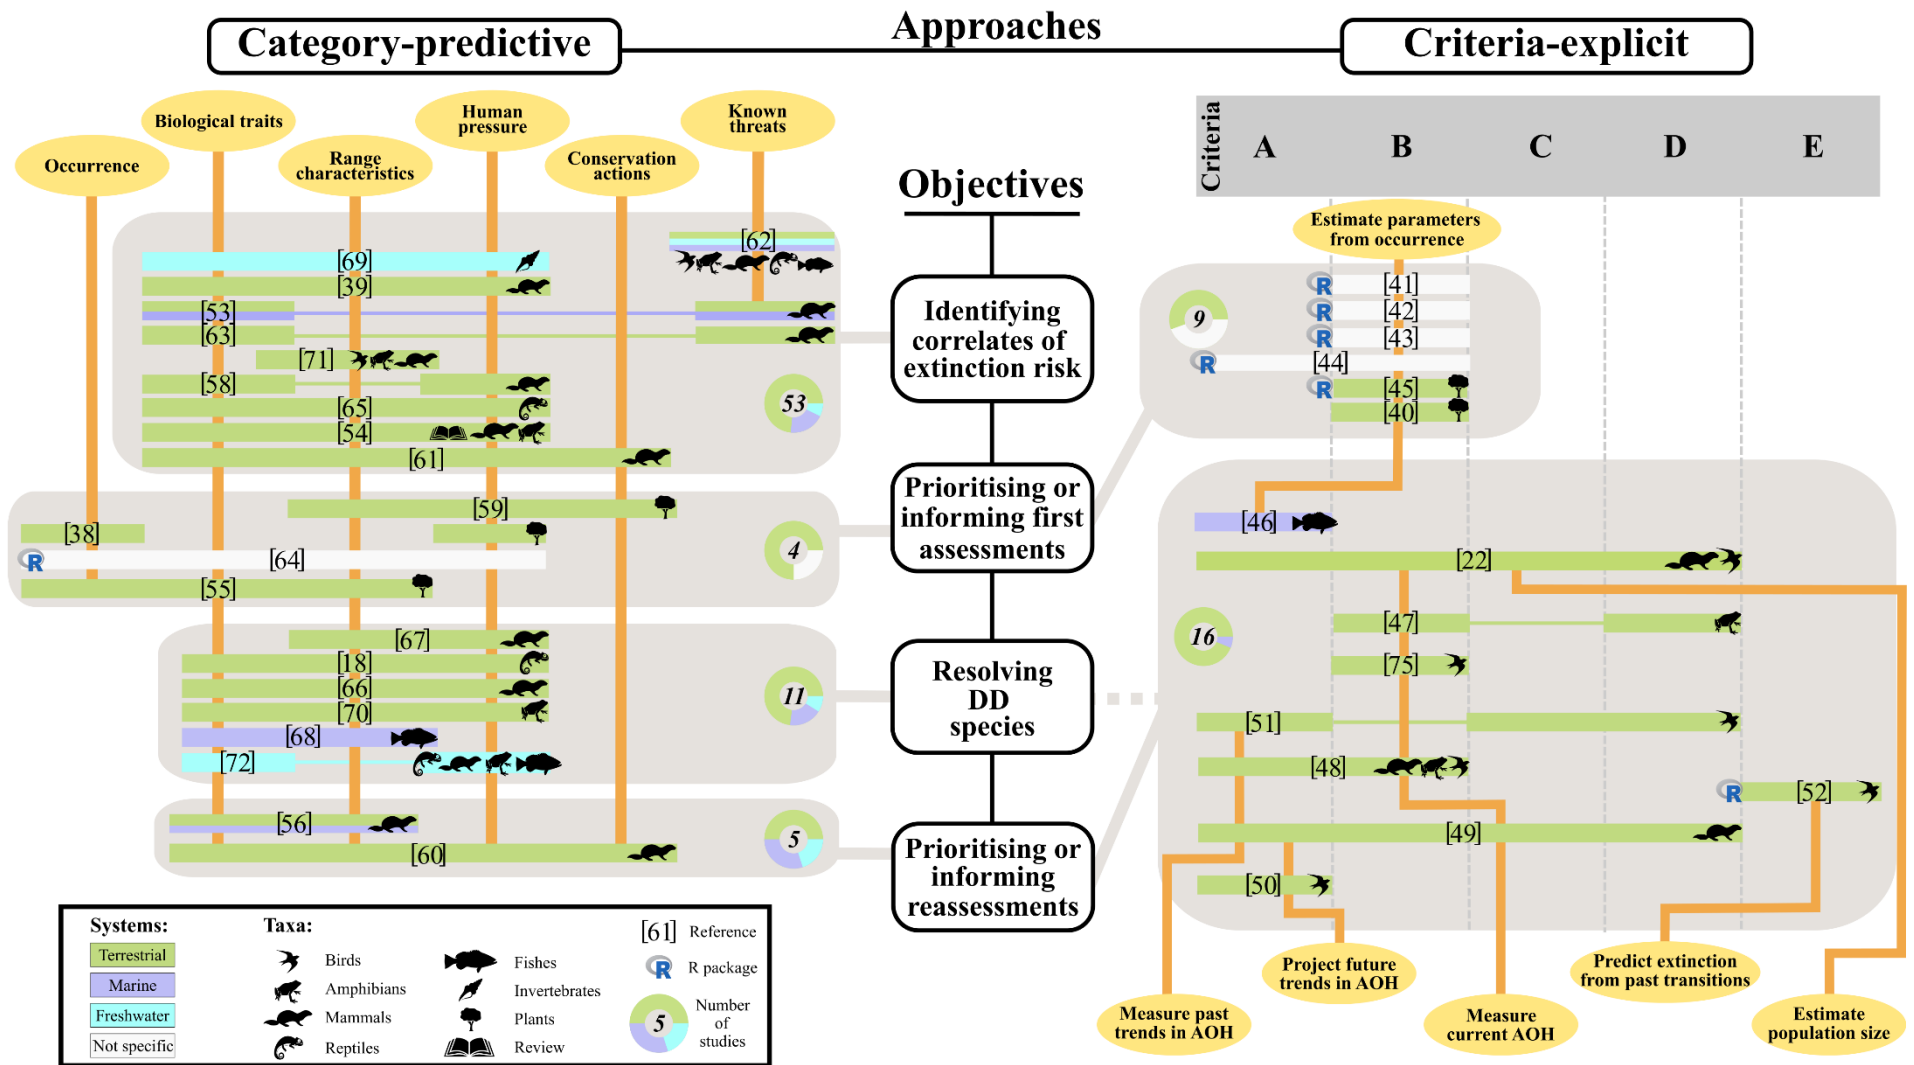 Approaches
Category-predictive
Criteria-explicit
Occurrence
Biological traits
Range
characteristics
Human
pressure
Conservation
actions
Known
threats
[62]
[69]
[39]
[53]
[63]
[71]
[58]
[65]
[54]
[61]
53
[59]
[38]
R
[64]
[55]
4
[67]
[18]
[66]
[70]
[68]
[72]
11
[56]
[60]
5
Objectives
Identifying
correlates of
extinction risk
Prioritising or
informing first
assessments
Resolving
DD
species
Prioritising or
informing
reassessments
Criteria
A
B
C
D
E
Estimate parameters
from occurrence
9
R
[41]
R
[42]
R
[43]
R
[44]
R
[45]
[40]
[46]
[22]
16
[47]
[75]
[51]
[48]
R
[52]
[49]
[50]
Measure past
trends in AOH
Project future
trends in AOH
Measure
current AOH
Predict extinction
from past transitions
Estimate
population size
Systems:
Terrestrial
Marine
Freshwater
Not specific
Taxa:
Birds
Amphibians
Mammals
Reptiles
Fishes
Invertebrates
Plants
Review
[61] Reference
R R package
5 Number
of
studies